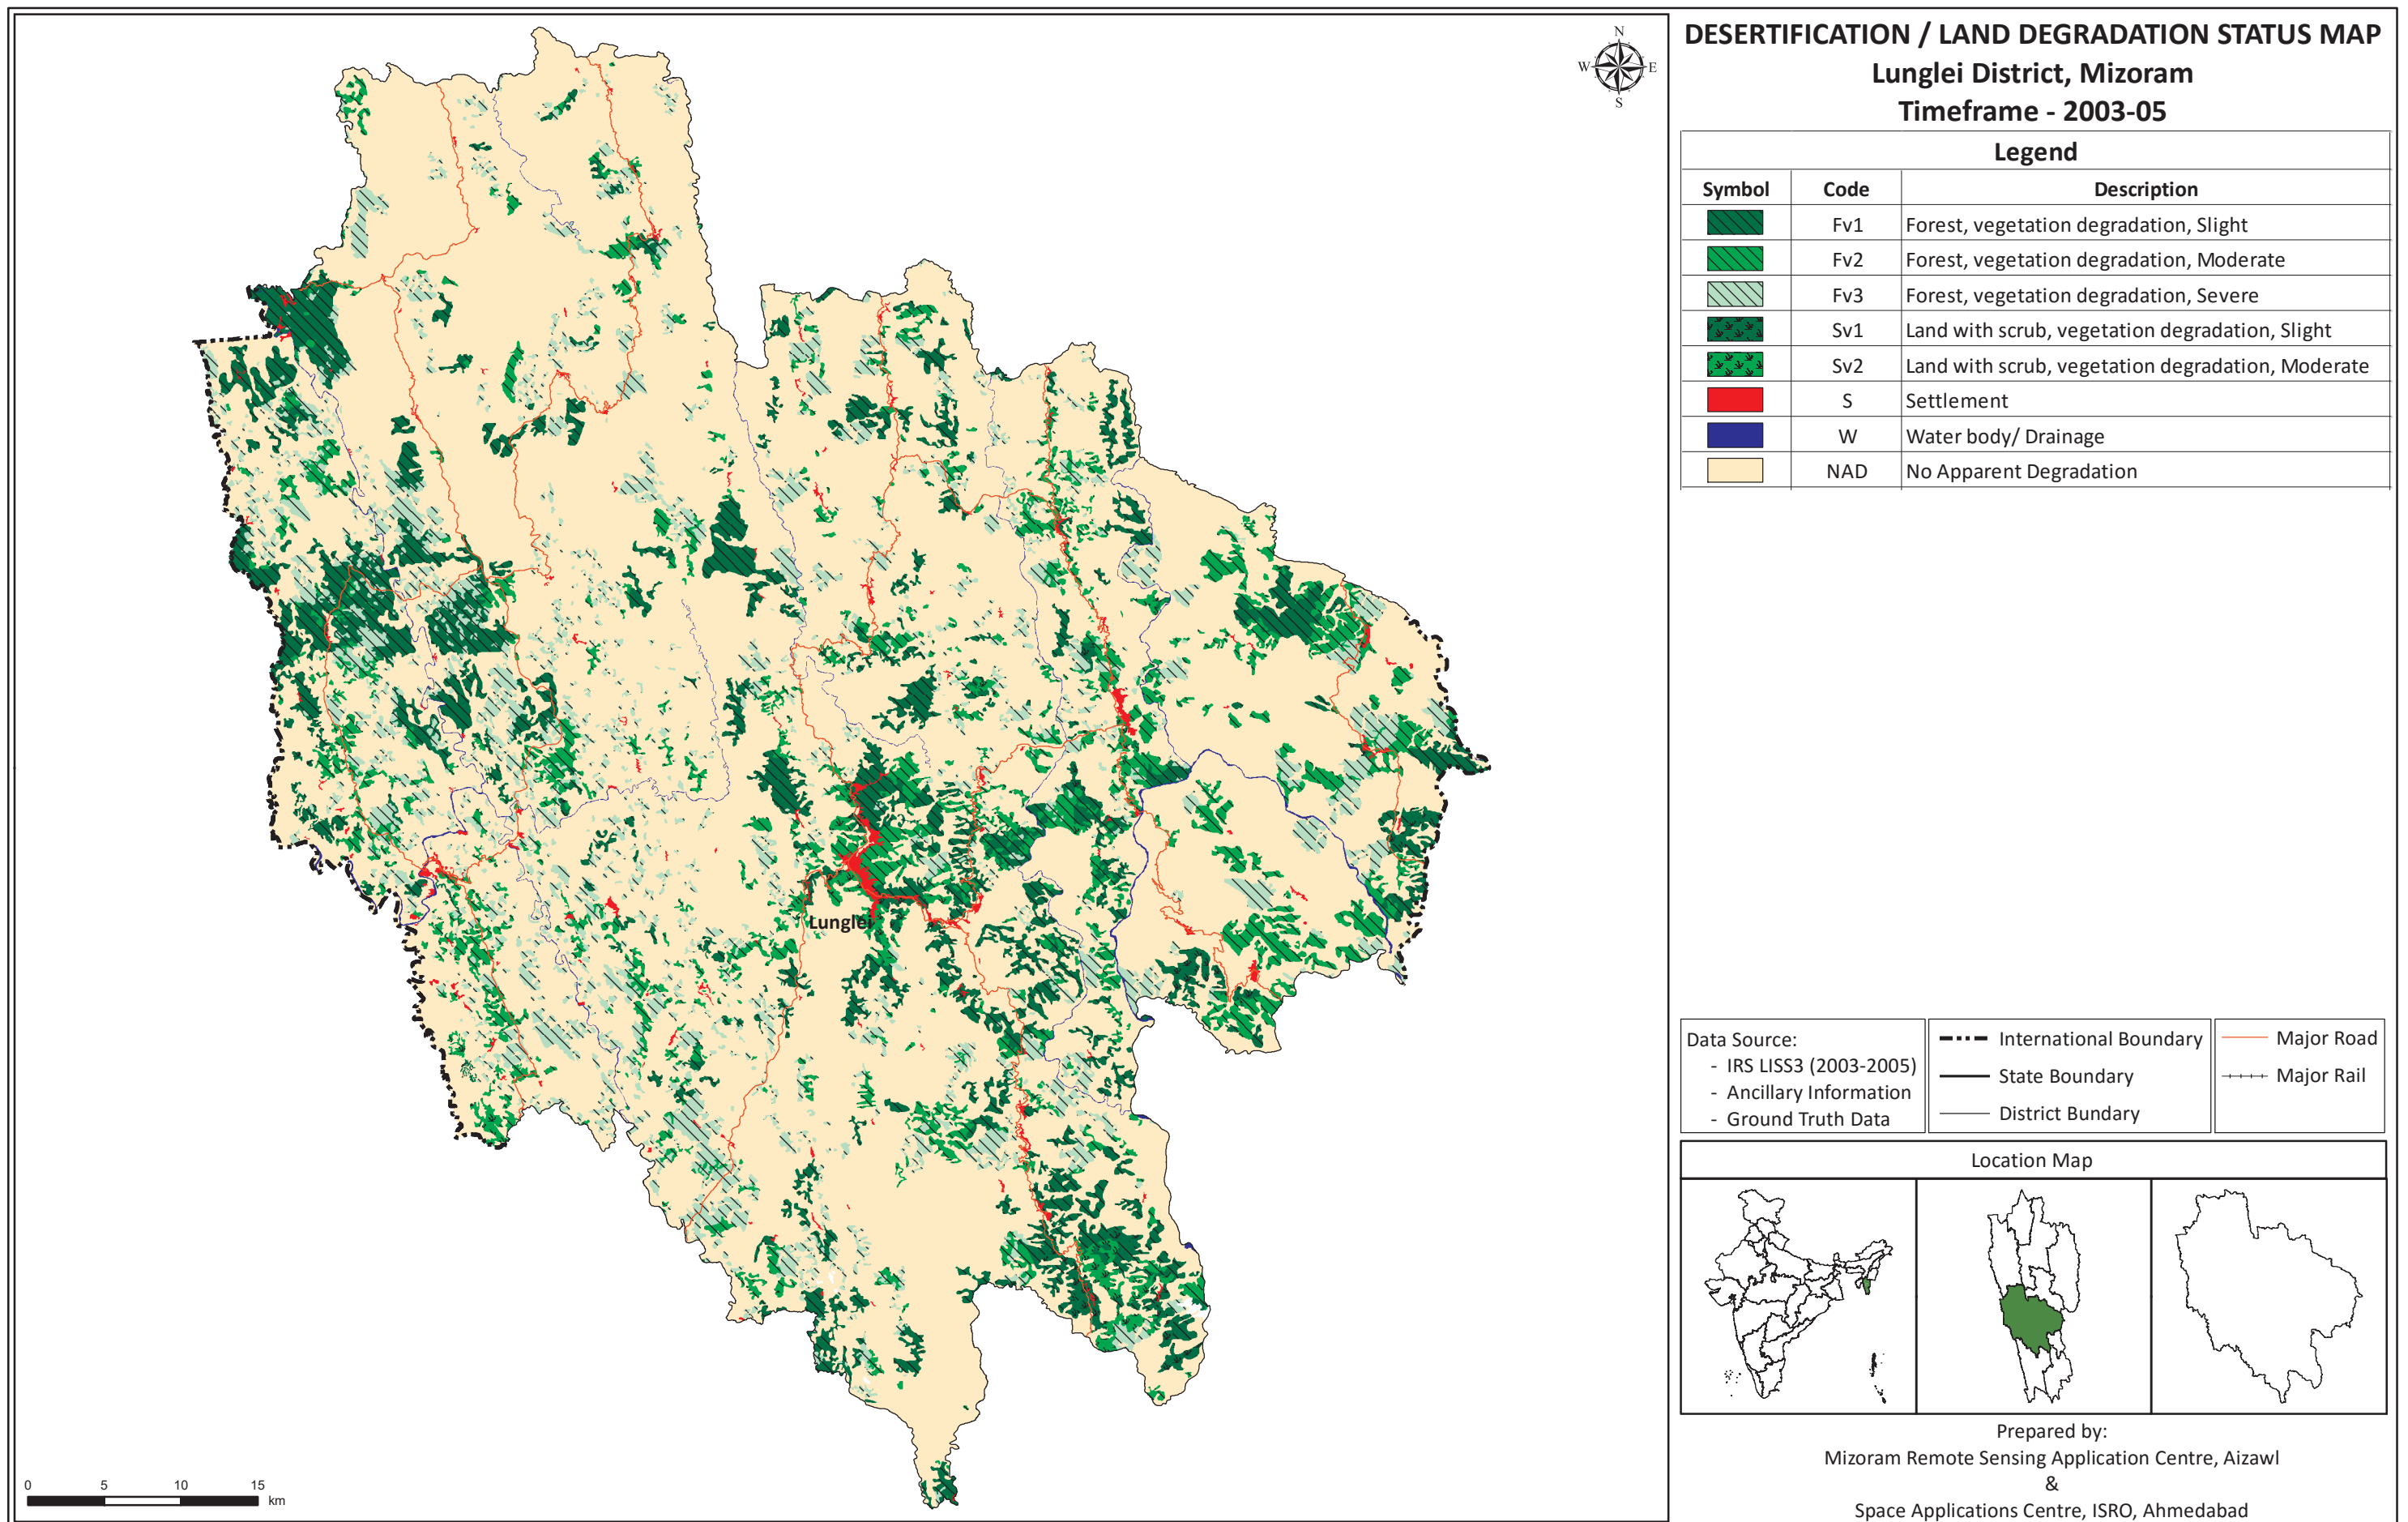 DESERTIFICATION / LAND DEGRADATION STATUS MAP
Lunglei District, Mizoram
Timeframe - 2003-05
Legend
Symbol Code Description
Fv1 Forest, vegetation degradation, Slight
Fv2 Forest, vegetation degradation, Moderate
Fv3 Forest, vegetation degradation, Severe
Sv1 Land with scrub, vegetation degradation, Slight
Sv2 Land with scrub, vegetation degradation, Moderate
S Settlement
W Water body/ Drainage
NAD No Apparent Degradation
N
W E
S
Lunglei
0 5 10 15
km
Data Source:
- IRS LISS3 (2003-2005)
- Ancillary Information
- Ground Truth Data
International Boundary
State Boundary
District Bundary
Major Road
Major Rail
Location Map
Prepared by:
Mizoram Remote Sensing Application Centre, Aizawl
&
Space Applications Centre, ISRO, Ahmedabad